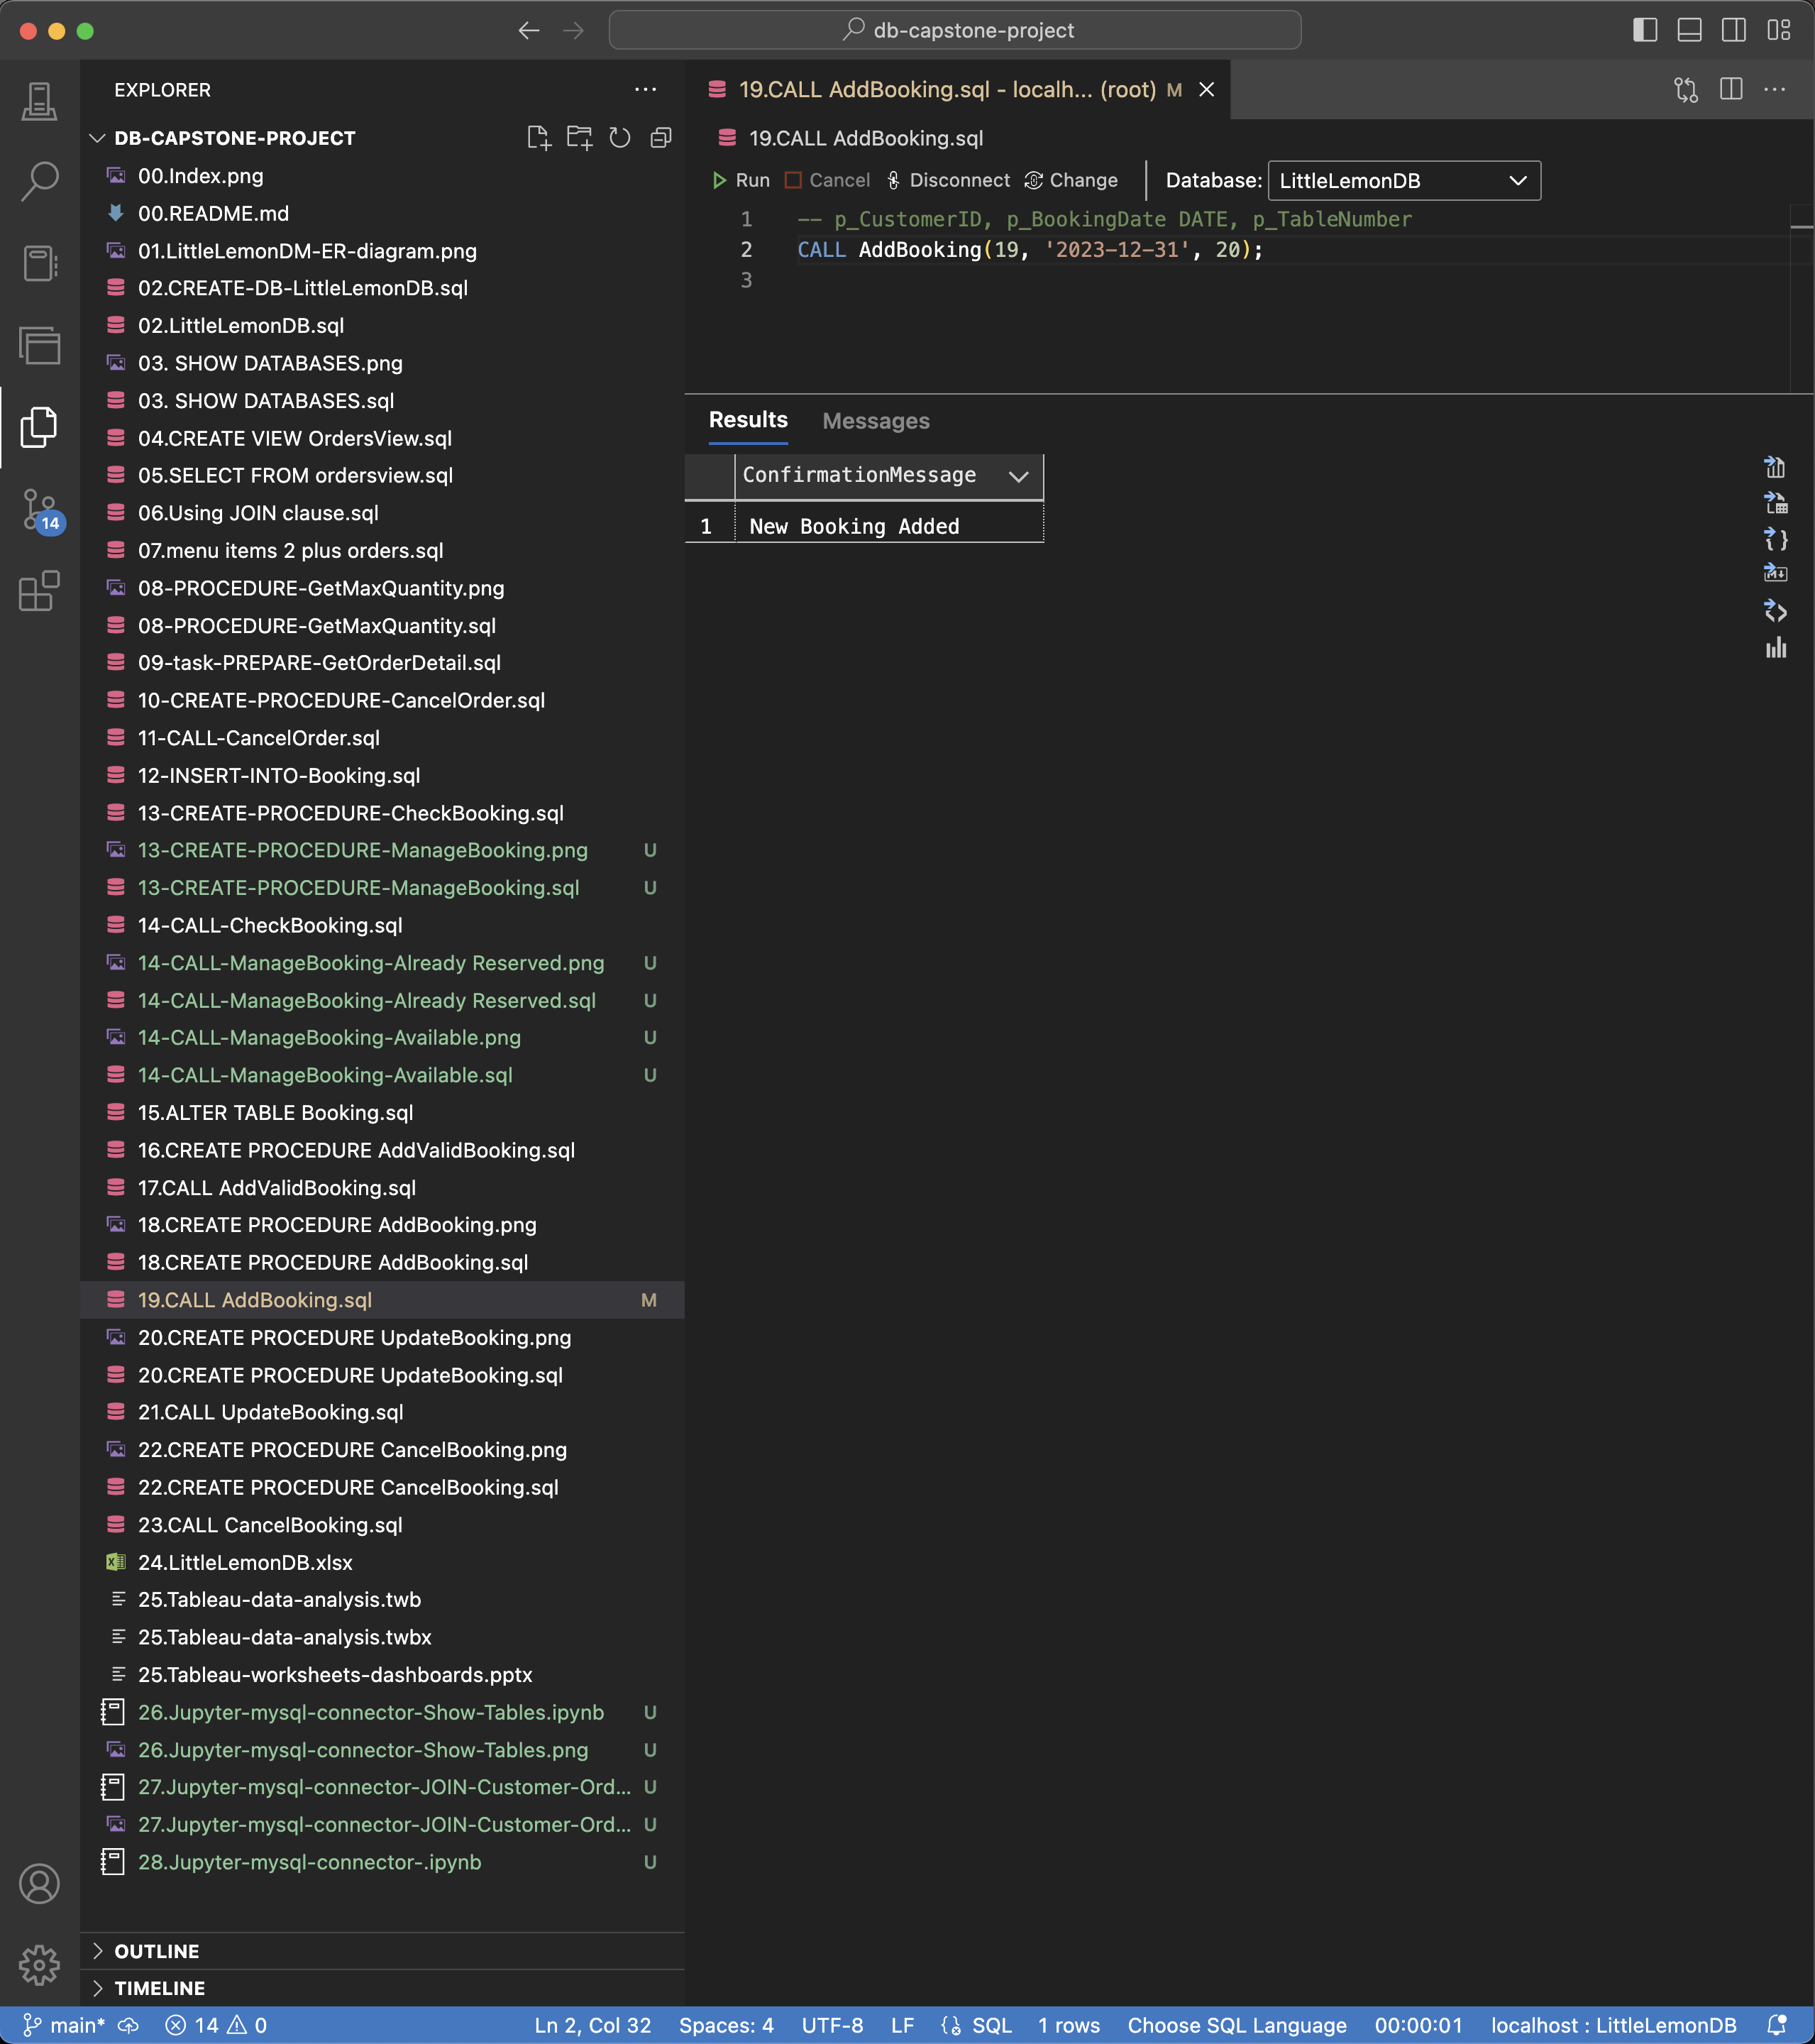 db-capstone-project
EXPLORER
DB-CAPSTONE-PROJECT
00.Index.png
00.README.md
01.LittleLemonDM-ER-diagram.png
02.CREATE-DB-LittleLemonDB.sql
02.LittleLemonDB.sql
03. SHOW DATABASES.png
03. SHOW DATABASES.sql
04.CREATE VIEW OrdersView.sql
05.SELECT FROM ordersview.sql
06.Using JOIN clause.sql
07.menu items 2 plus orders.sql
08-PROCEDURE-GetMaxQuantity.png
08-PROCEDURE-GetMaxQuantity.sql
09-task-PREPARE-GetOrderDetail.sql
10-CREATE-PROCEDURE-CancelOrder.sql
11-CALL-CancelOrder.sql
12-INSERT-INTO-Booking.sql
13-CREATE-PROCEDURE-CheckBooking.sql
13-CREATE-PROCEDURE-ManageBooking.png U
13-CREATE-PROCEDURE-ManageBooking.sql U
14-CALL-CheckBooking.sql
14-CALL-ManageBooking-Already Reserved.png U
14-CALL-ManageBooking-Already Reserved.sql U
14-CALL-ManageBooking-Available.png U
14-CALL-ManageBooking-Available.sql U
15.ALTER TABLE Booking.sql
16.CREATE PROCEDURE AddValidBooking.sql
17.CALL AddValidBooking.sql
18.CREATE PROCEDURE AddBooking.png
18.CREATE PROCEDURE AddBooking.sql
19.CALL AddBooking.sql M
20.CREATE PROCEDURE UpdateBooking.png
20.CREATE PROCEDURE UpdateBooking.sql
21.CALL UpdateBooking.sql
22.CREATE PROCEDURE CancelBooking.png
22.CREATE PROCEDURE CancelBooking.sql
23.CALL CancelBooking.sql
24.LittleLemonDB.xlsx
25.Tableau-data-analysis.twb
25.Tableau-data-analysis.twbx
25.Tableau-worksheets-dashboards.pptx
26.Jupyter-mysql-connector-Show-Tables.ipynb U
26.Jupyter-mysql-connector-Show-Tables.png U
27.Jupyter-mysql-connector-JOIN-Customer-Ord... U
27.Jupyter-mysql-connector-JOIN-Customer-Ord... U
28.Jupyter-mysql-connector-.ipynb U
OUTLINE
TIMELINE
14
19.CALL AddBooking.sql - localh... (root) M
19.CALL AddBooking.sql
Run Cancel Disconnect Change Database: LittleLemonDB
1 -- p_CustomerID, p_BookingDate DATE, p_TableNumber
2 CALL AddBooking(19, '2023-12-31', 20);
3
Results Messages
ConfirmationMessage
1 New Booking Added
main* 14 0 Ln 2, Col 32 Spaces: 4 UTF-8 LF SQL 1 rows Choose SQL Language 00:00:01 localhost : LittleLemonDB